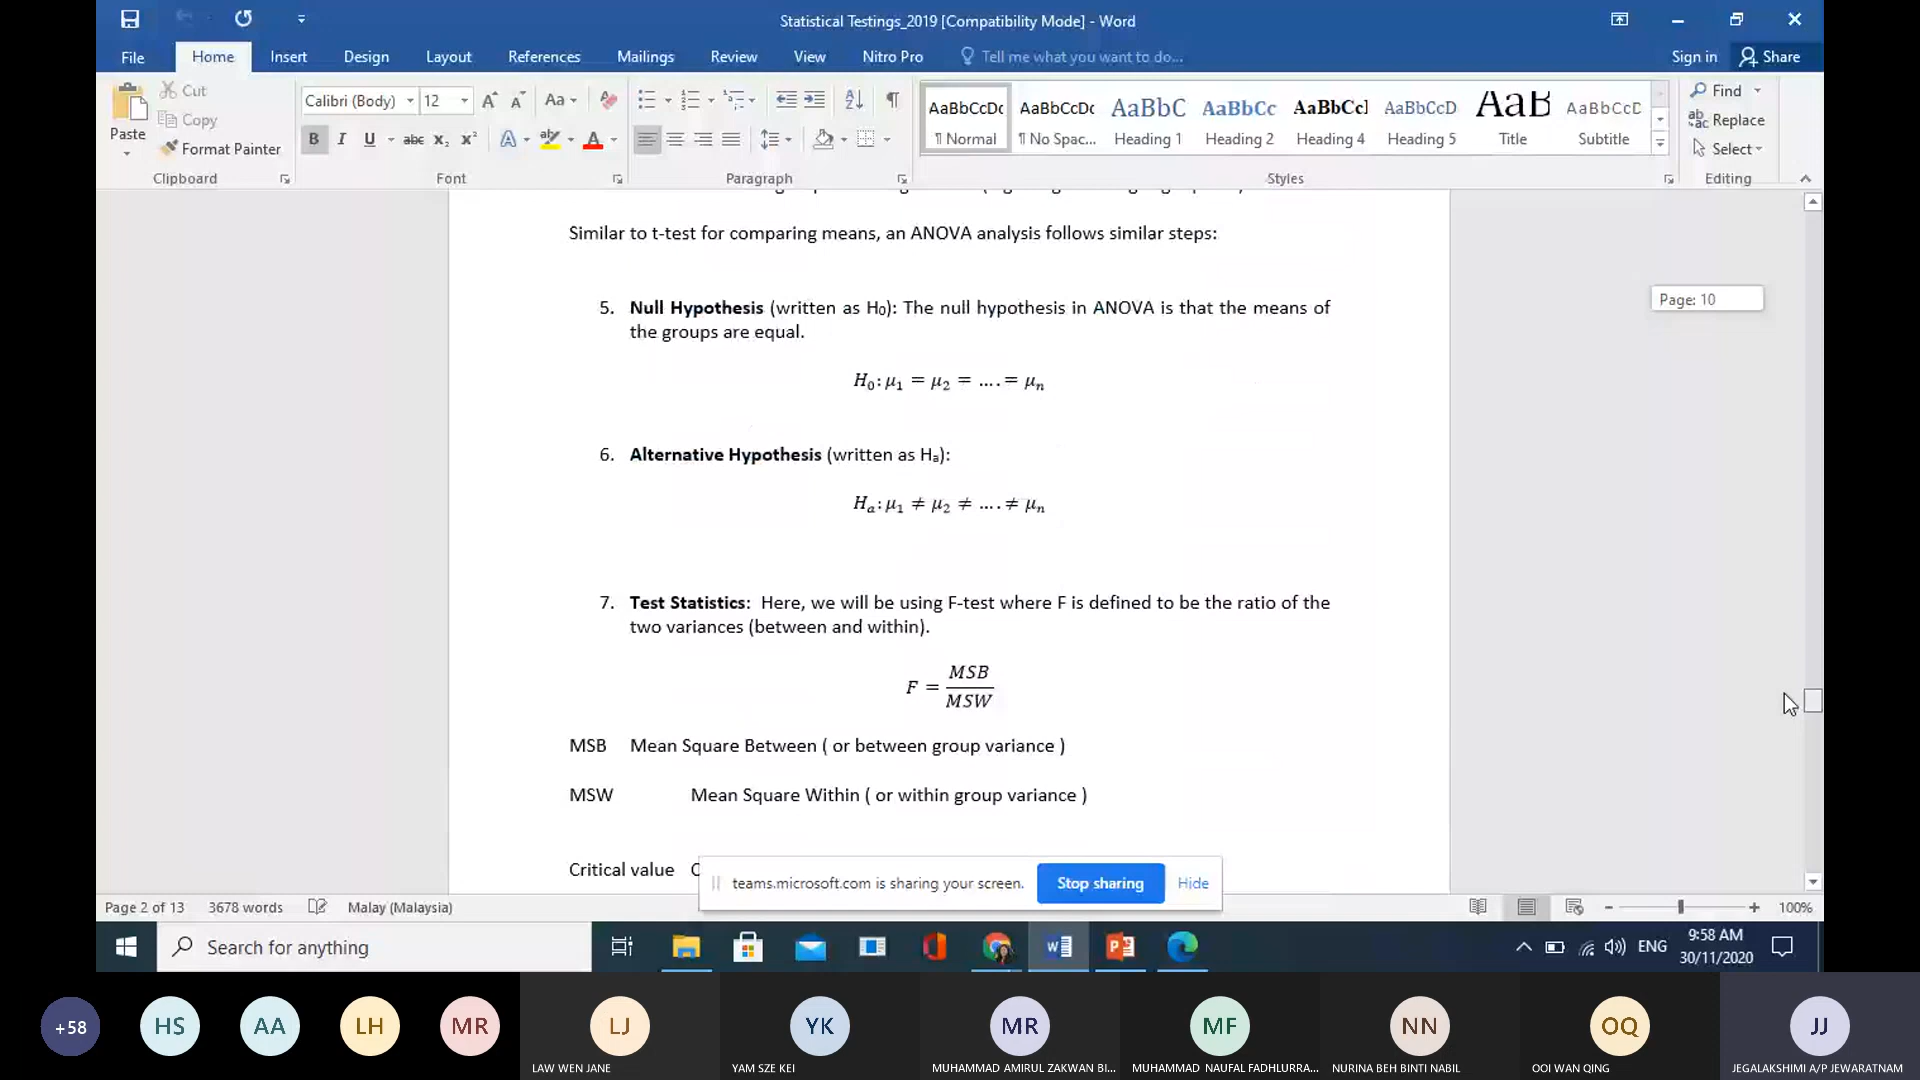 Statistical Testings_2019 [Compatibility Mode] - Word
File Home Insert Design Layout References Mailings Review View Nitro Pro Tell me what you want to do... Sign in Share
Paste Cut Copy Format Painter
Calibri (Body) 12
AaBbCcDc AaBbCcDc AaBbC AaBbCc AaBbCcI AaBbCcD AaB AaBbCcD
¶ Normal ¶ No Spac... Heading 1 Heading 2 Heading 4 Heading 5 Title Subtitle
Find Replace Select
Clipboard Font Paragraph Styles Editing
Similar to t-test for comparing means, an ANOVA analysis follows similar steps:
Page: 10
5. Null Hypothesis (written as H₀): The null hypothesis in ANOVA is that the means of
the groups are equal.
H₀: μ₁ = μ₂ = .... = μₙ
6. Alternative Hypothesis (written as Hₐ):
Hₐ: μ₁ ≠ μ₂ ≠ .... ≠ μₙ
7. Test Statistics: Here, we will be using F-test where F is defined to be the ratio of the
two variances (between and within).
F = MSB / MSW
MSB Mean Square Between ( or between group variance )
MSW Mean Square Within ( or within group variance )
Critical value
teams.microsoft.com is sharing your screen. Stop sharing Hide
Page 2 of 13 3678 words Malay (Malaysia) 100%
Search for anything
ENG
9:58 AM
30/11/2020
+58 HS AA LH MR LJ YK MR MF NN OQ JJ
LAW WEN JANE YAM SZE KEI MUHAMMAD AMIRUL ZAKWAN BI... MUHAMMAD NAUFAL FADHLURRA... NURINA BEH BINTI NABIL OOI WAN QING JEGALAKSHIMI A/P JEWARATNAM